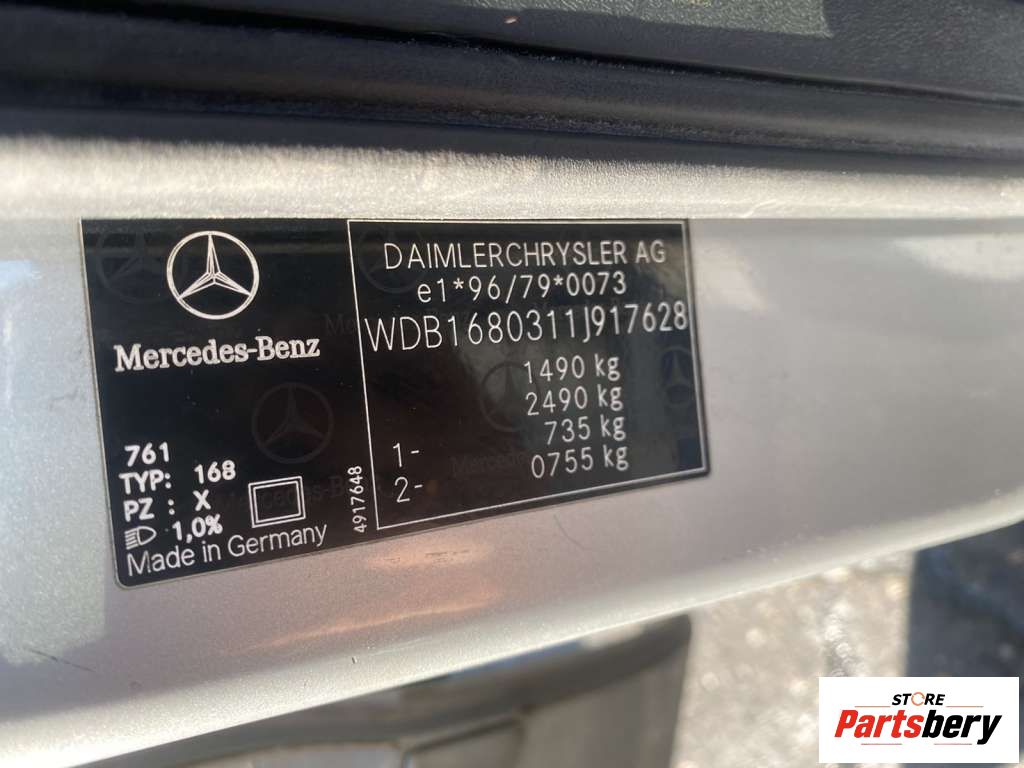 Mercedes-Benz
761
TYP: 168
PZ : X
1,0%
Made in Germany
4917648
DAIMLERCHRYSLER AG
e1*96/79*0073
WDB1680311J917628
1490 kg
2490 kg
1- 735 kg
2- 0755 kg
STORE
Partsbery